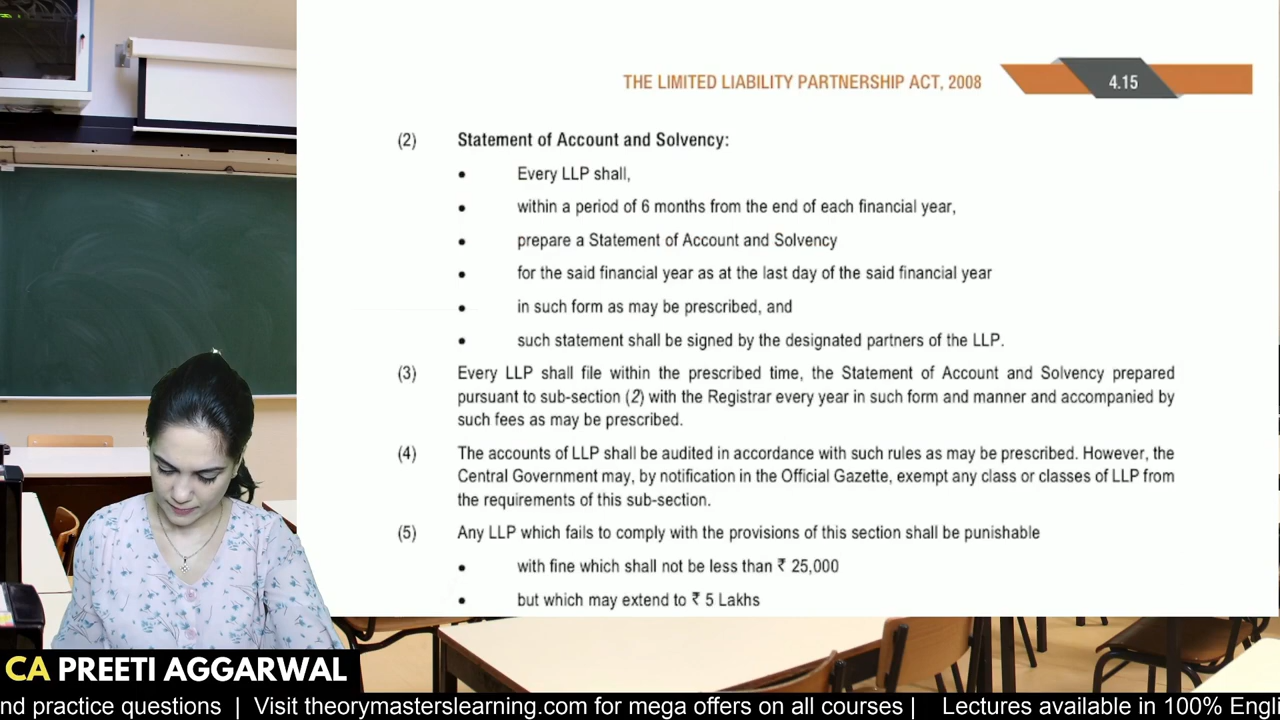 THE LIMITED LIABILITY PARTNERSHIP ACT, 2008 4.15
(2) Statement of Account and Solvency:
• Every LLP shall,
• within a period of 6 months from the end of each financial year,
• prepare a Statement of Account and Solvency
• for the said financial year as at the last day of the said financial year
• in such form as may be prescribed, and
• such statement shall be signed by the designated partners of the LLP.
(3) Every LLP shall file within the prescribed time, the Statement of Account and Solvency prepared
pursuant to sub-section (2) with the Registrar every year in such form and manner and accompanied by
such fees as may be prescribed.
(4) The accounts of LLP shall be audited in accordance with such rules as may be prescribed. However, the
Central Government may, by notification in the Official Gazette, exempt any class or classes of LLP from
the requirements of this sub-section.
(5) Any LLP which fails to comply with the provisions of this section shall be punishable
• with fine which shall not be less than ₹ 25,000
• but which may extend to ₹ 5 Lakhs
CA PREETI AGGARWAL
nd practice questions | Visit theorymasterslearning.com for mega offers on all courses | Lectures available in 100% Engl